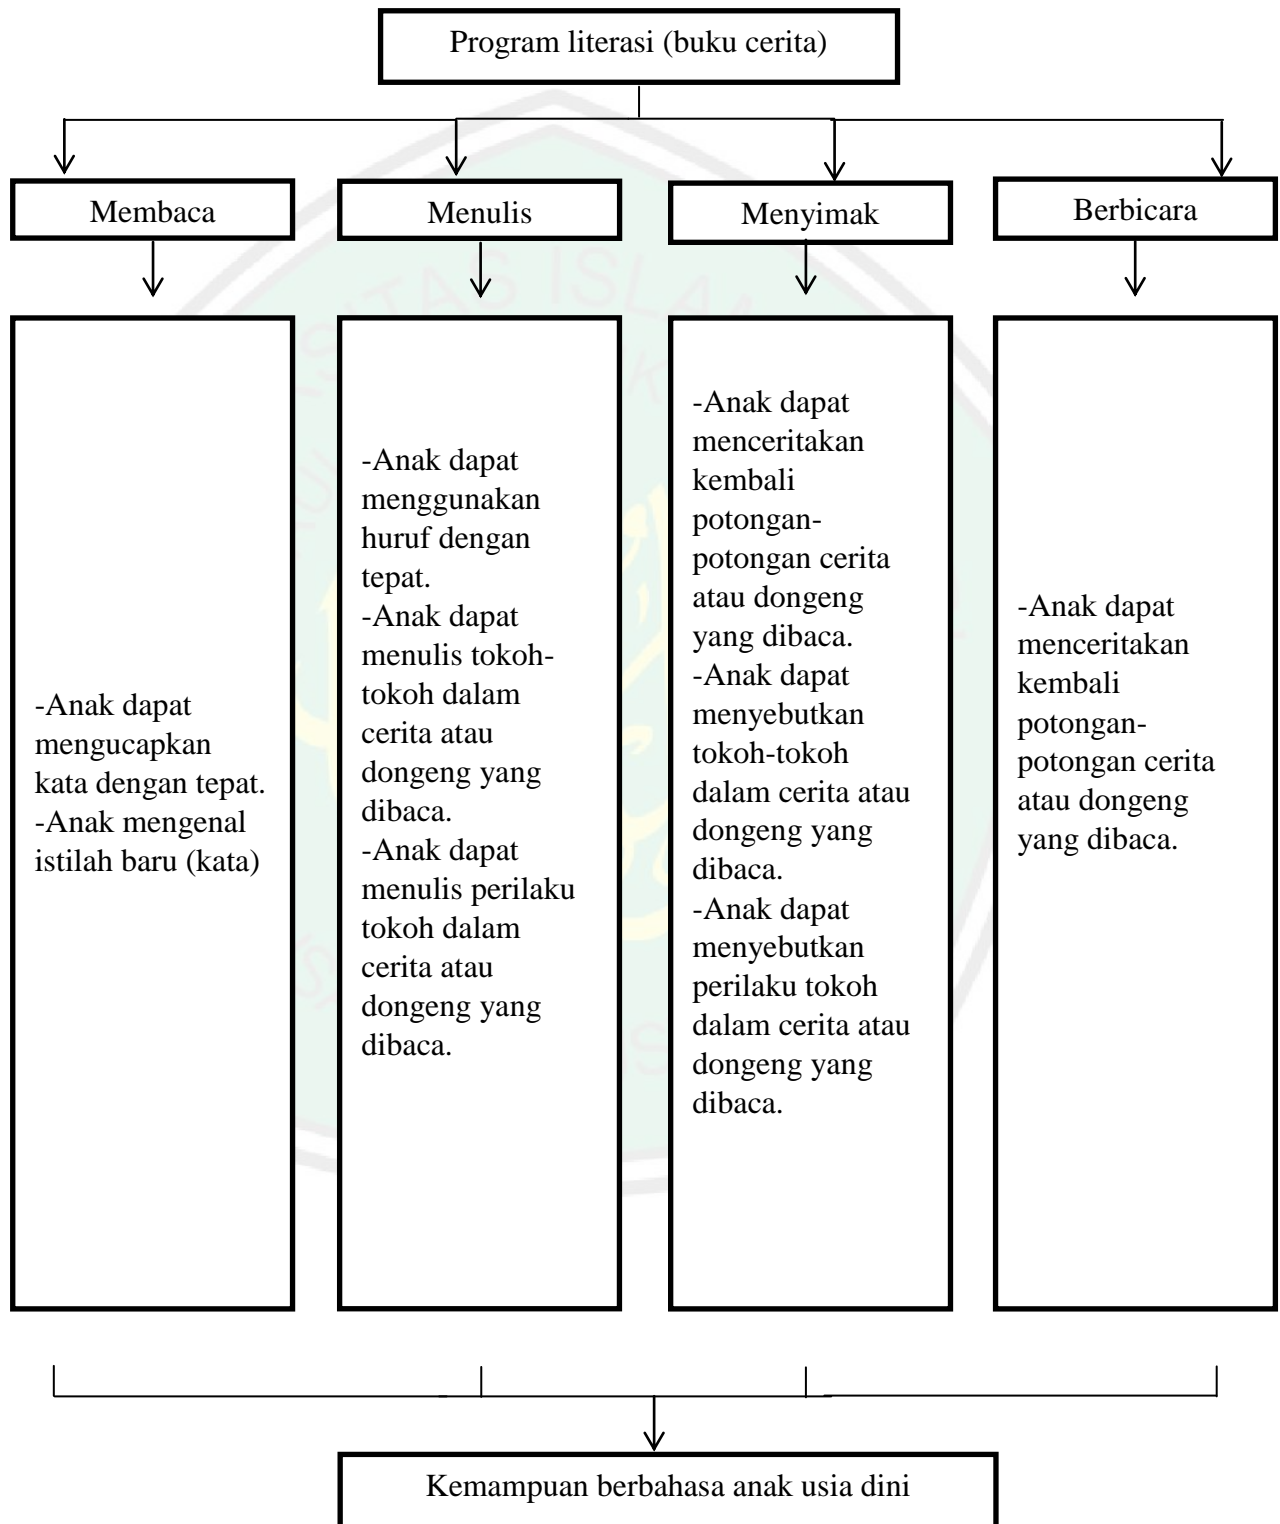 Program literasi (buku cerita)
Membaca
Menulis
Menyimak
Berbicara
-Anak dapat
mengucapkan
kata dengan tepat.
-Anak mengenal
istilah baru (kata)
-Anak dapat
menggunakan
huruf dengan
tepat.
-Anak dapat
menulis tokoh-
tokoh dalam
cerita atau
dongeng yang
dibaca.
-Anak dapat
menulis perilaku
tokoh dalam
cerita atau
dongeng yang
dibaca.
-Anak dapat
menceritakan
kembali
potongan-
potongan cerita
atau dongeng
yang dibaca.
-Anak dapat
menyebutkan
tokoh-tokoh
dalam cerita atau
dongeng yang
dibaca.
-Anak dapat
menyebutkan
perilaku tokoh
dalam cerita atau
dongeng yang
dibaca.
-Anak dapat
menceritakan
kembali
potongan-
potongan cerita
atau dongeng
yang dibaca.
Kemampuan berbahasa anak usia dini